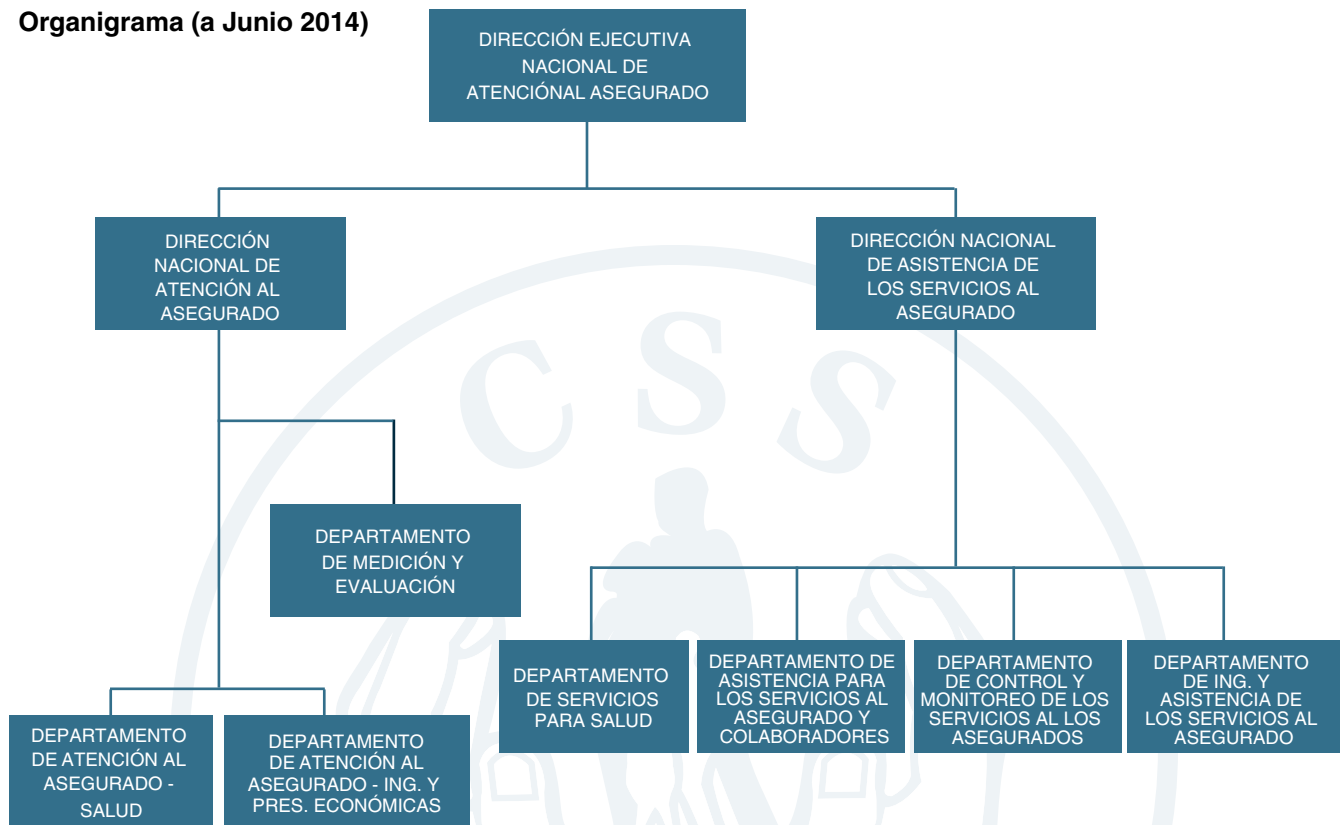 Organigrama (a Junio 2014)
DIRECCIÓN EJECUTIVA
NACIONAL DE
ATENCIÓNAL ASEGURADO
DIRECCIÓN
NACIONAL DE
ATENCIÓN AL
ASEGURADO
DIRECCIÓN NACIONAL
DE ASISTENCIA DE
LOS SERVICIOS AL
ASEGURADO
CSS
DEPARTAMENTO
DE MEDICIÓN Y
EVALUACIÓN
DEPARTAMENTO
DE SERVICIOS
PARA SALUD
DEPARTAMENTO DE
ASISTENCIA PARA
LOS SERVICIOS AL
ASEGURADO Y
COLABORADORES
DEPARTAMENTO
DE CONTROL Y
MONITOREO DE LOS
SERVICIOS AL LOS
ASEGURADOS
DEPARTAMENTO
DE ING. Y
ASISTENCIA DE
LOS SERVICIOS AL
ASEGURADO
DEPARTAMENTO
DE ATENCIÓN AL
ASEGURADO -
SALUD
DEPARTAMENTO
DE ATENCIÓN AL
ASEGURADO - ING. Y
PRES. ECONÓMICAS